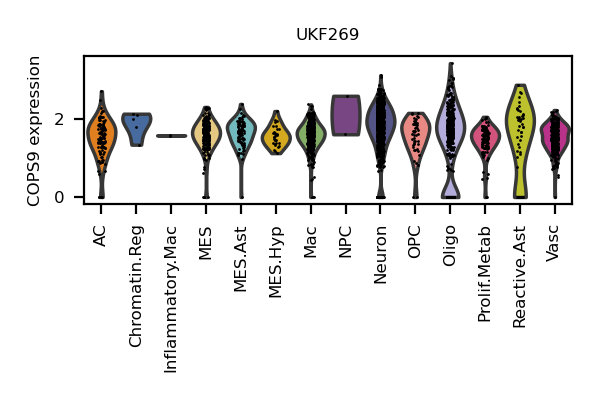 UKF269
COPS9 expression
2
0
AC
Chromatin.Reg
Inflammatory.Mac
MES
MES.Ast
MES.Hyp
Mac
NPC
Neuron
OPC
Oligo
Prolif.Metab
Reactive.Ast
Vasc